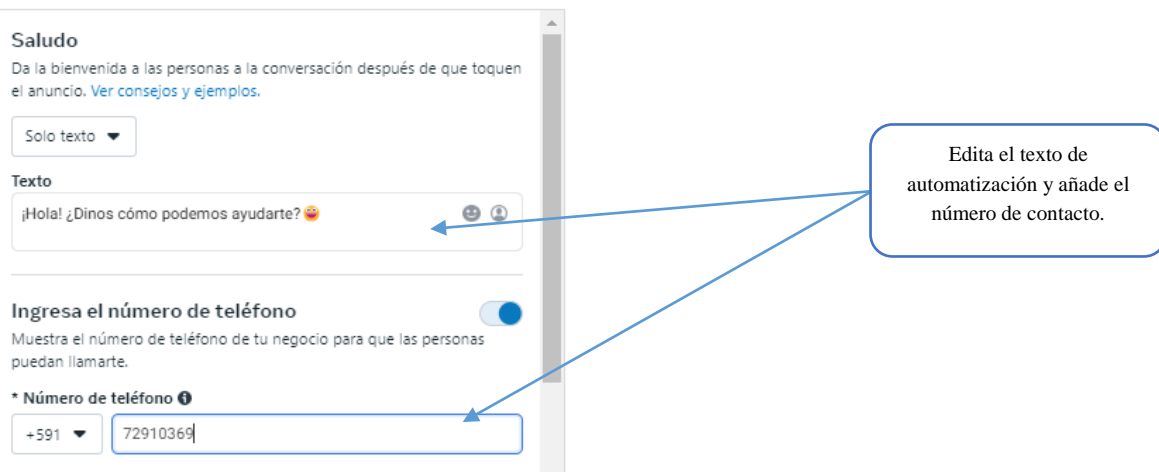 Saludo
Da la bienvenida a las personas a la conversación después de que toquen
el anuncio. Ver consejos y ejemplos.
Solo texto
Texto
¡Hola! ¿Dinos cómo podemos ayudarte?😀
Ingresa el número de teléfono
Muestra el número de teléfono de tu negocio para que las personas
puedan llamarte.
* Número de teléfono
+591
72910369
Edita el texto de
automatización y añade el
número de contacto.